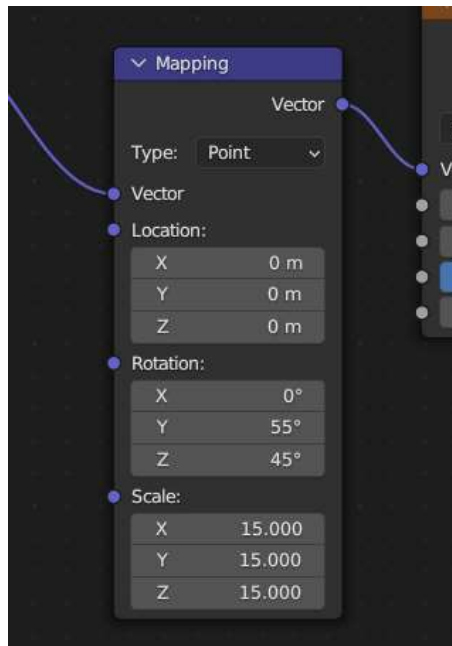 Mapping
Vector
Type: Point
Vector
Location:
X 0 m
Y 0 m
Z 0 m
Rotation:
X 0°
Y 55°
Z 45°
Scale:
X 15.000
Y 15.000
Z 15.000
V